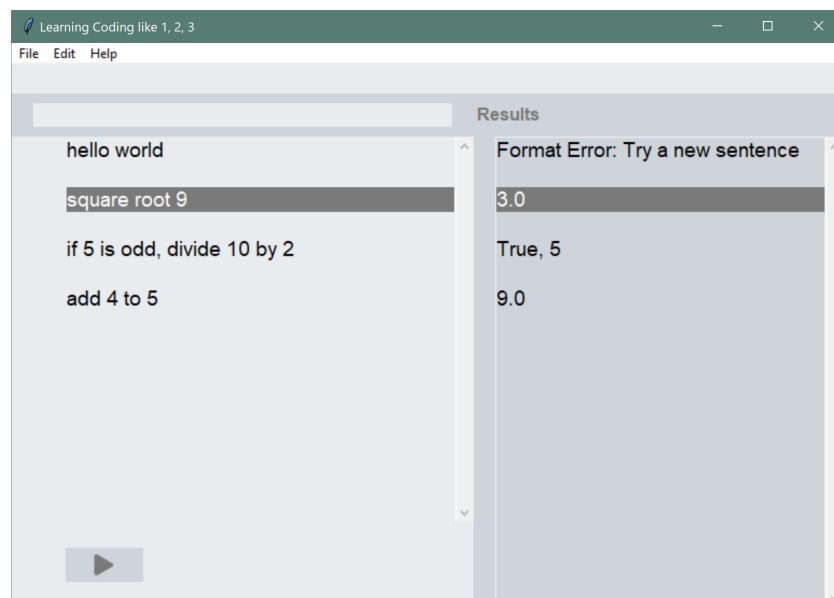 Learning Coding like 1, 2, 3
File Edit Help
Results
hello world
Format Error: Try a new sentence
square root 9
3.0
if 5 is odd, divide 10 by 2
True, 5
add 4 to 5
9.0